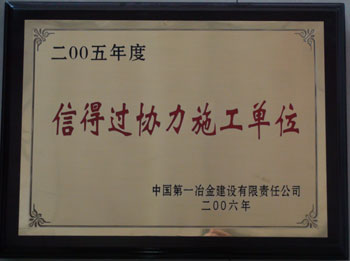 二00五年度
信得过协力施工单位
中国第一冶金建设有限责任公司
二00六年